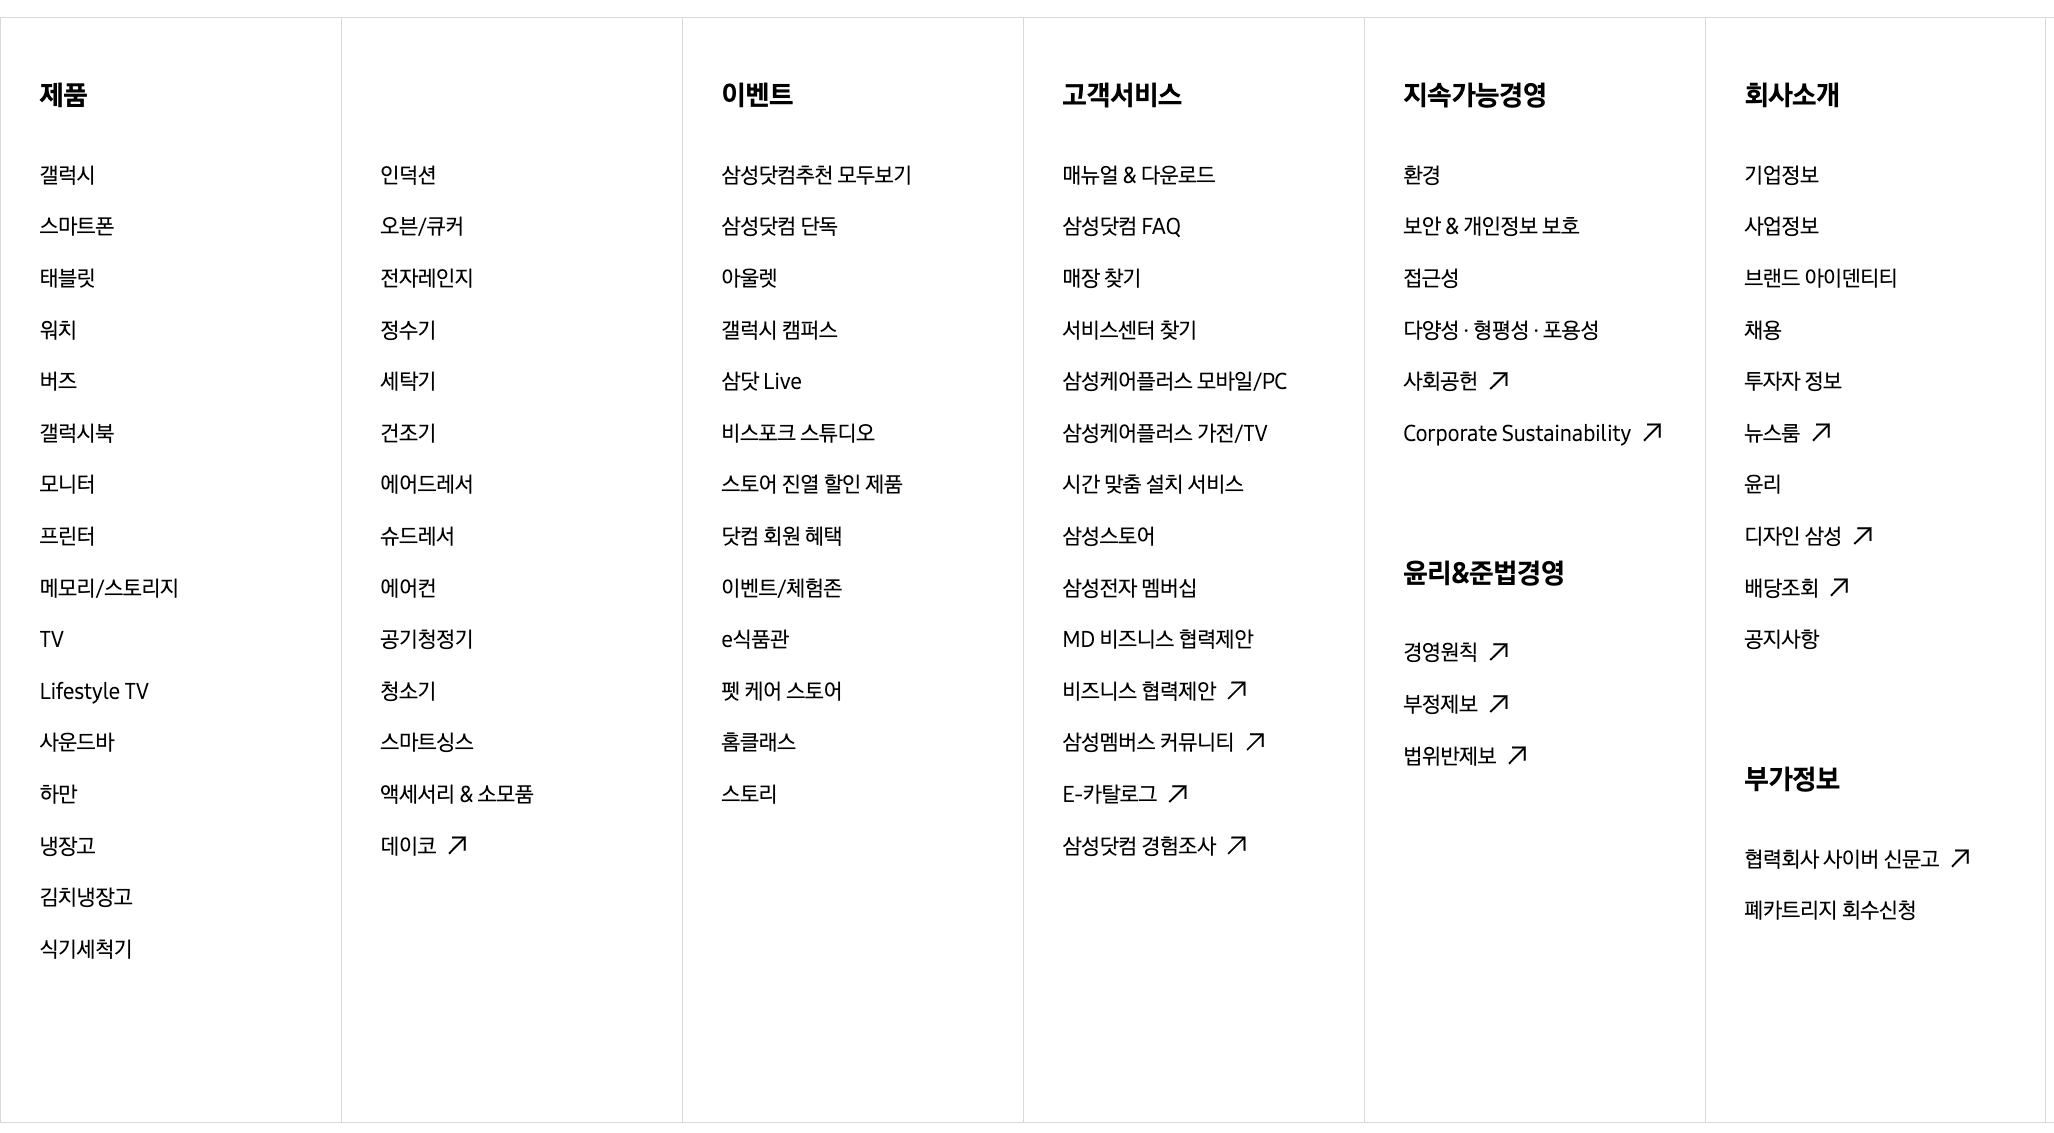 제품
갤럭시
스마트폰
태블릿
워치
버즈
갤럭시북
모니터
프린터
메모리/스토리지
TV
Lifestyle TV
사운드바
하만
냉장고
김치냉장고
식기세척기
인덕션
오븐/큐커
전자레인지
정수기
세탁기
건조기
에어드레서
슈드레서
에어컨
공기청정기
청소기
스마트싱스
액세서리 & 소모품
데이코
이벤트
삼성닷컴추천 모두보기
삼성닷컴 단독
아울렛
갤럭시 캠퍼스
삼닷 Live
비스포크 스튜디오
스토어 진열 할인 제품
닷컴 회원 혜택
이벤트/체험존
e식품관
펫 케어 스토어
홈클래스
스토리
고객서비스
매뉴얼 & 다운로드
삼성닷컴 FAQ
매장 찾기
서비스센터 찾기
삼성케어플러스 모바일/PC
삼성케어플러스 가전/TV
시간 맞춤 설치 서비스
삼성스토어
삼성전자 멤버십
MD 비즈니스 협력제안
비즈니스 협력제안
삼성멤버스 커뮤니티
E-카탈로그
삼성닷컴 경험조사
지속가능경영
환경
보안 & 개인정보 보호
접근성
다양성 · 형평성 · 포용성
사회공헌
Corporate Sustainability
윤리&준법경영
경영원칙
부정제보
법위반제보
회사소개
기업정보
사업정보
브랜드 아이덴티티
채용
투자자 정보
뉴스룸
윤리
디자인 삼성
배당조회
공지사항
부가정보
협력회사 사이버 신문고
폐카트리지 회수신청